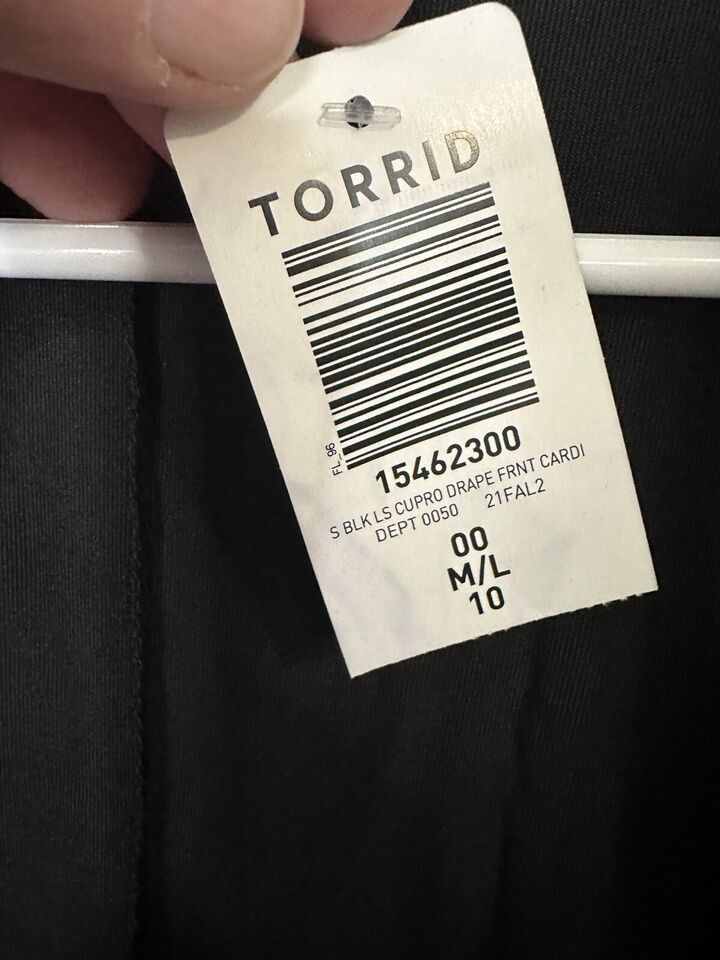 TORRID
FL_96
15462300
S BLK LS CUPRO DRAPE FRNT CARDI
DEPT 0050 21FAL2
00
M/L
10